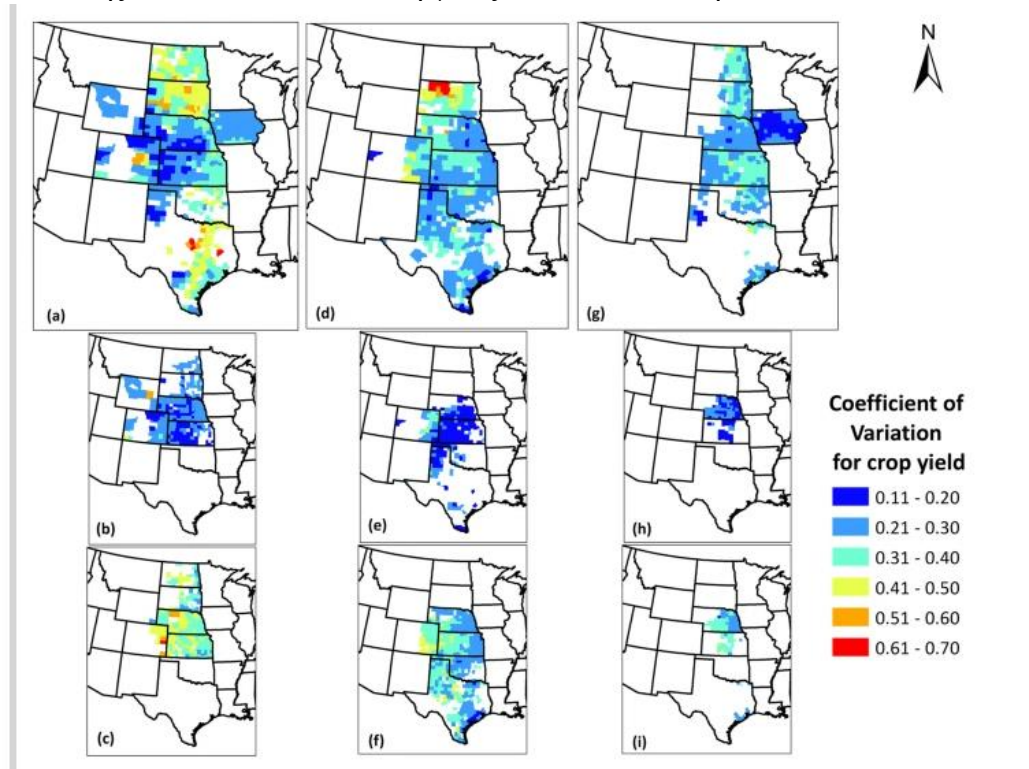 N
(a)
(d)
(g)
(b)
(e)
(h)
Coefficient of
Variation
for crop yield
0.11 - 0.20
0.21 - 0.30
0.31 - 0.40
0.41 - 0.50
0.51 - 0.60
0.61 - 0.70
(c)
(f)
(i)